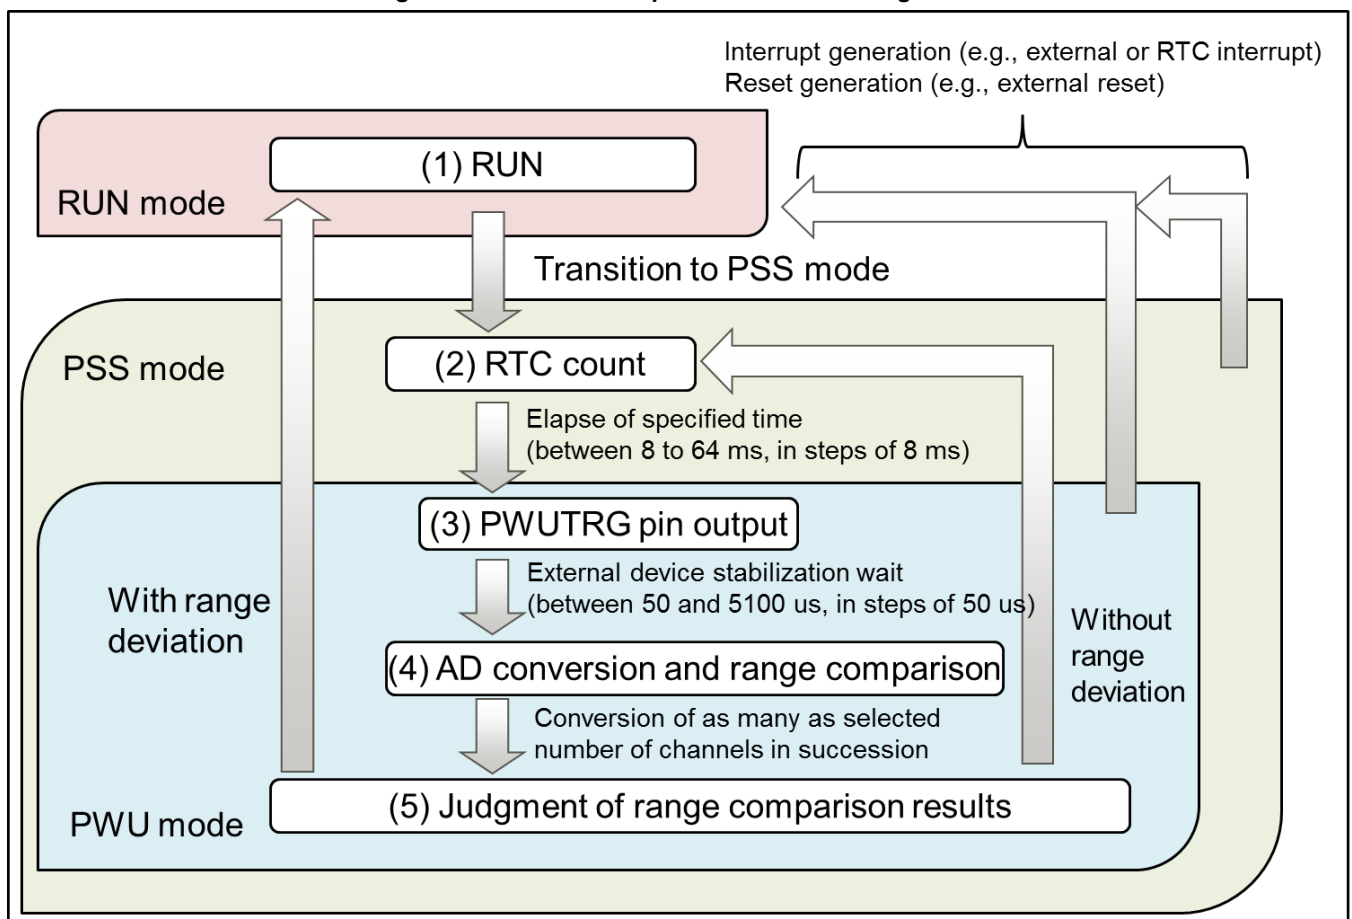 Interrupt generation (e.g., external or RTC interrupt)
Reset generation (e.g., external reset)
(1) RUN
RUN mode
Transition to PSS mode
PSS mode
(2) RTC count
Elapse of specified time
(between 8 to 64 ms, in steps of 8 ms)
(3) PWUTRG pin output
External device stabilization wait
(between 50 and 5100 us, in steps of 50 us)
With range
deviation
Without
range
deviation
(4) AD conversion and range comparison
Conversion of as many as selected
number of channels in succession
(5) Judgment of range comparison results
PWU mode